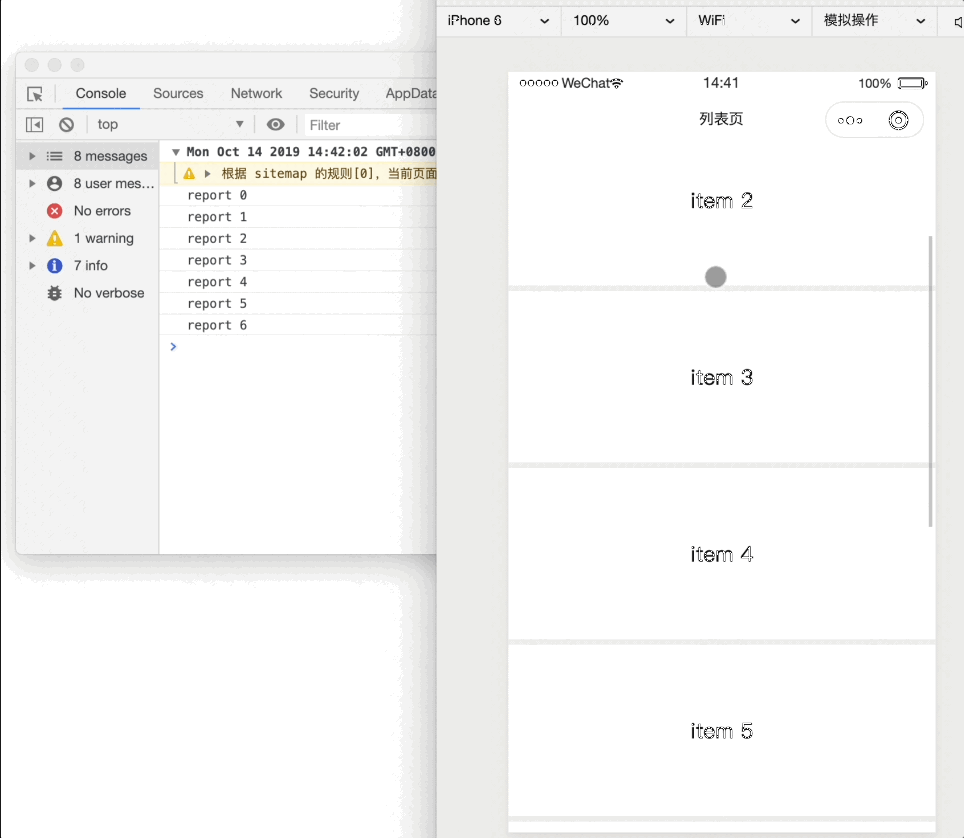 iPhone 6 100% WiFi 模拟操作
Console Sources Network Security AppData
top Filter
8 messages
8 user mes...
No errors
1 warning
7 info
No verbose
Mon Oct 14 2019 14:42:02 GMT+0800
根据 sitemap 的规则[0]，当前页面
report 0
report 1
report 2
report 3
report 4
report 5
report 6
WeChat 14:41 100%
列表页
item 2
item 3
item 4
item 5